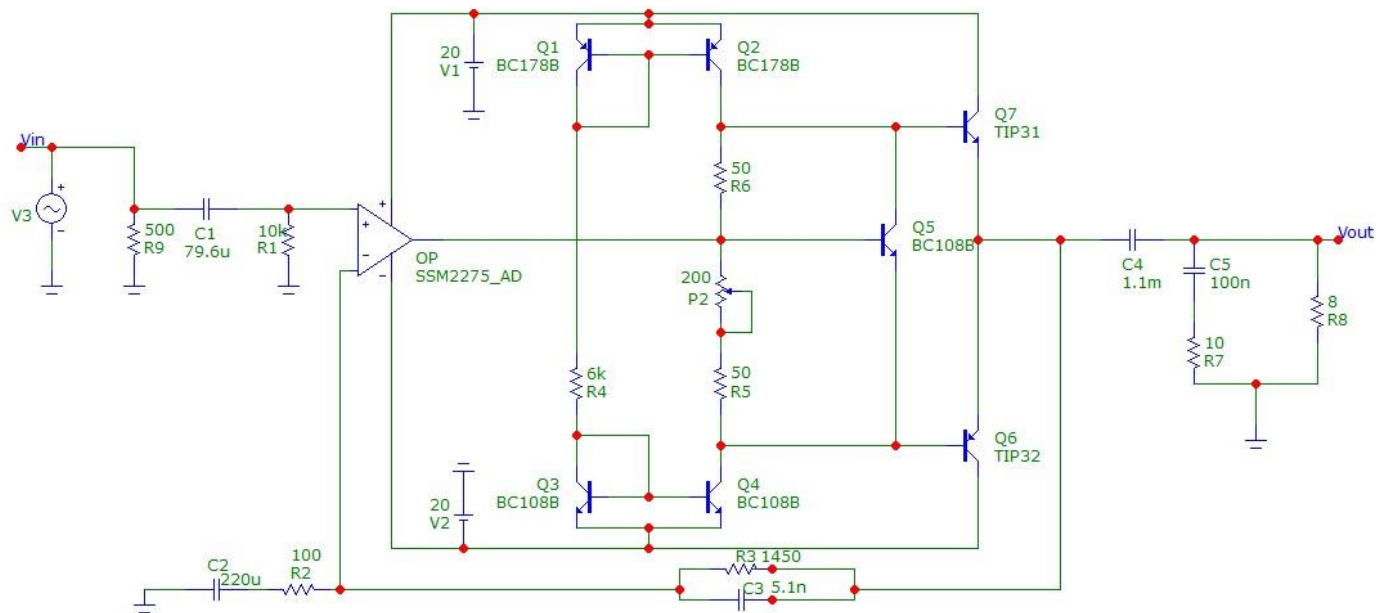 Vin
V3
500
R9
C1
79.6u
10k
R1
20
V1
OP
SSM2275_AD
Q1
BC178B
Q2
BC178B
50
R6
200
P2
6k
R4
50
R5
Q3
BC108B
Q4
BC108B
20
V2
Q5
BC108B
Q7
TIP31
Q6
TIP32
C4
1.1m
C5
100n
10
R7
8
R8
Vout
C2
220u
100
R2
R3 1450
C3 5.1n